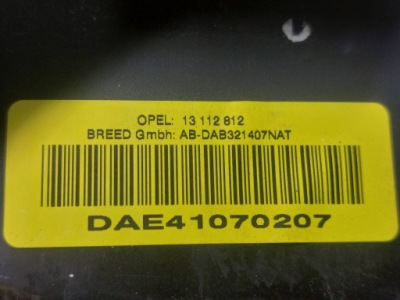 OPEL: 13 112 812
BREED Gmbh: AB-DAB321407NAT
DAE41070207